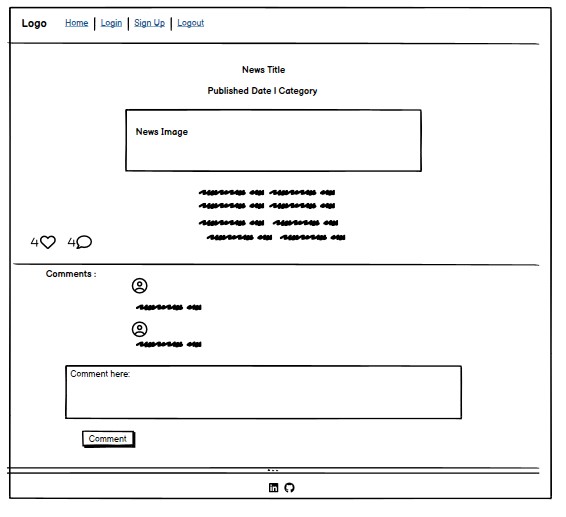 Logo Home Login Sign Up Logout
News Title
Published Date | Category
News Image
4 4
Comments :
Comment here:
Comment